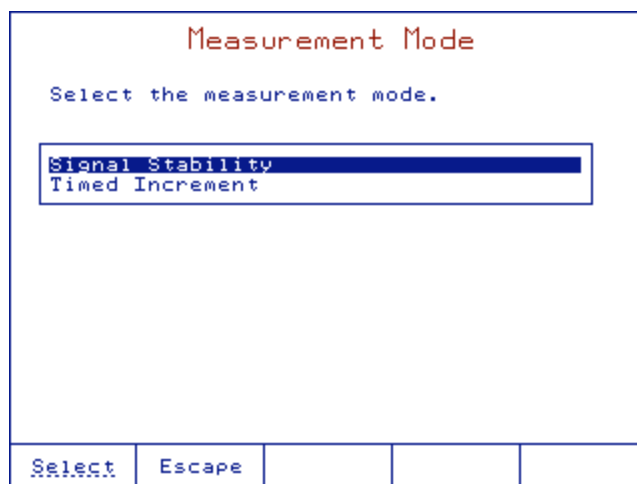 Measurement Mode
Select the measurement mode.
Signal Stability
Timed Increment
Select Escape